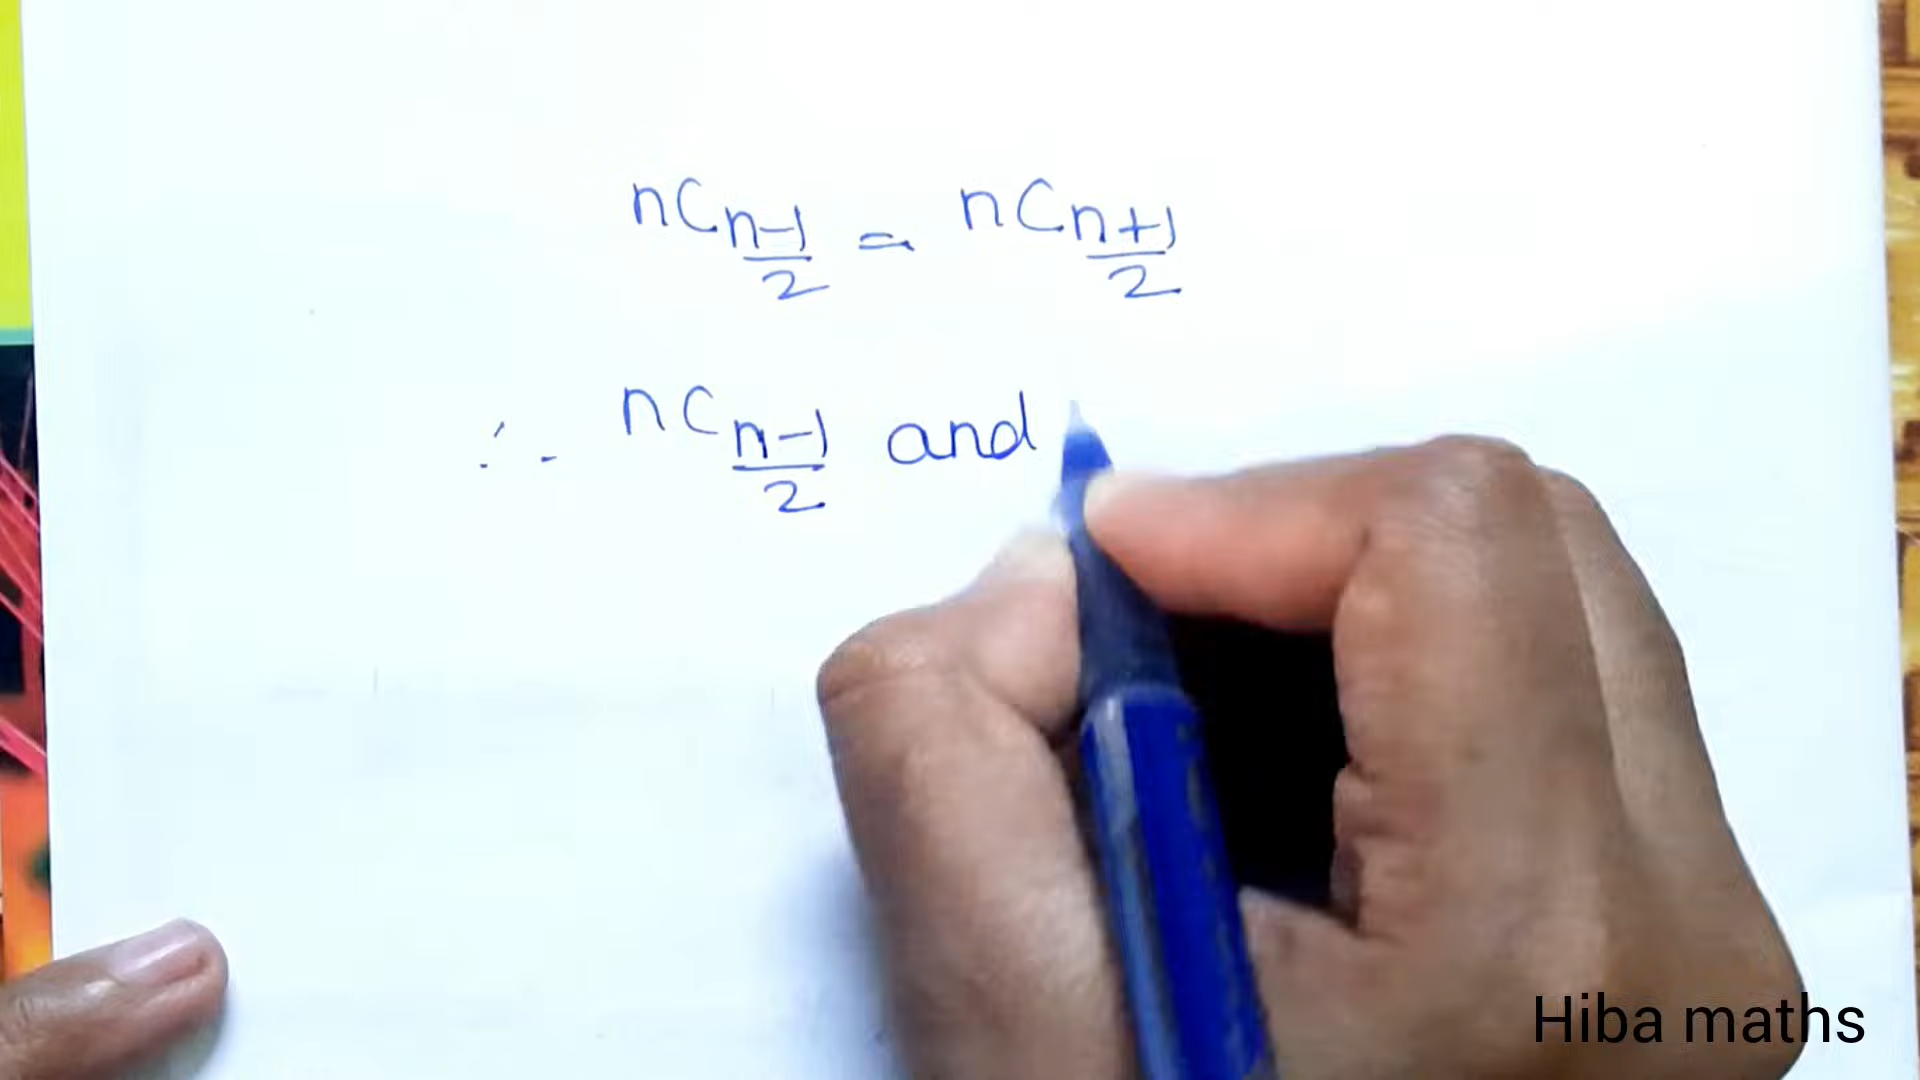 nC n-1/2 = nC n+1/2
∴ nC n-1/2 and
Hiba maths